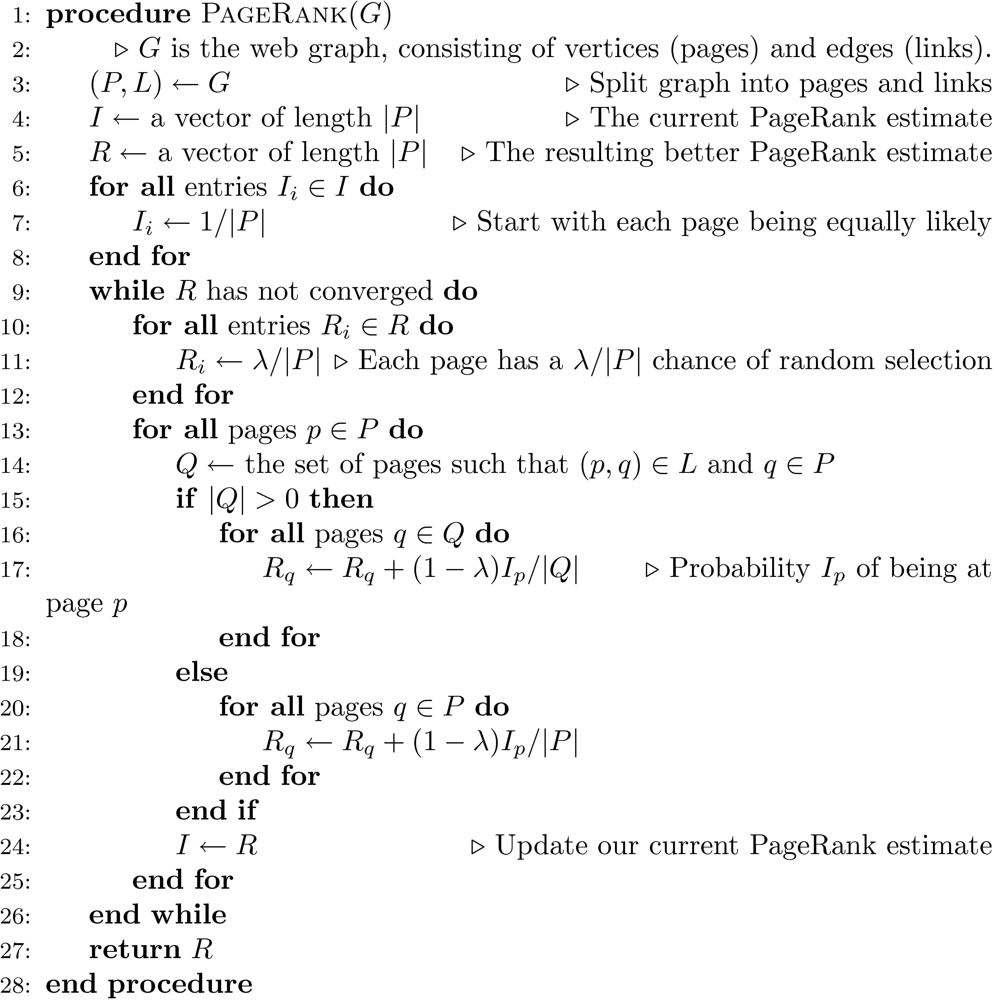 1: procedure PAGERANK(G)
2: ▷ G is the web graph, consisting of vertices (pages) and edges (links).
3: (P, L) ← G ▷ Split graph into pages and links
4: I ← a vector of length |P| ▷ The current PageRank estimate
5: R ← a vector of length |P| ▷ The resulting better PageRank estimate
6: for all entries Iᵢ ∈ I do
7: Iᵢ ← 1/|P| ▷ Start with each page being equally likely
8: end for
9: while R has not converged do
10: for all entries Rᵢ ∈ R do
11: Rᵢ ← λ/|P| ▷ Each page has a λ/|P| chance of random selection
12: end for
13: for all pages p ∈ P do
14: Q ← the set of pages such that (p, q) ∈ L and q ∈ P
15: if |Q| > 0 then
16: for all pages q ∈ Q do
17: R_q ← R_q + (1 − λ)I_p/|Q| ▷ Probability I_p of being at
page p
18: end for
19: else
20: for all pages q ∈ P do
21: R_q ← R_q + (1 − λ)I_p/|P|
22: end for
23: end if
24: I ← R ▷ Update our current PageRank estimate
25: end for
26: end while
27: return R
28: end procedure